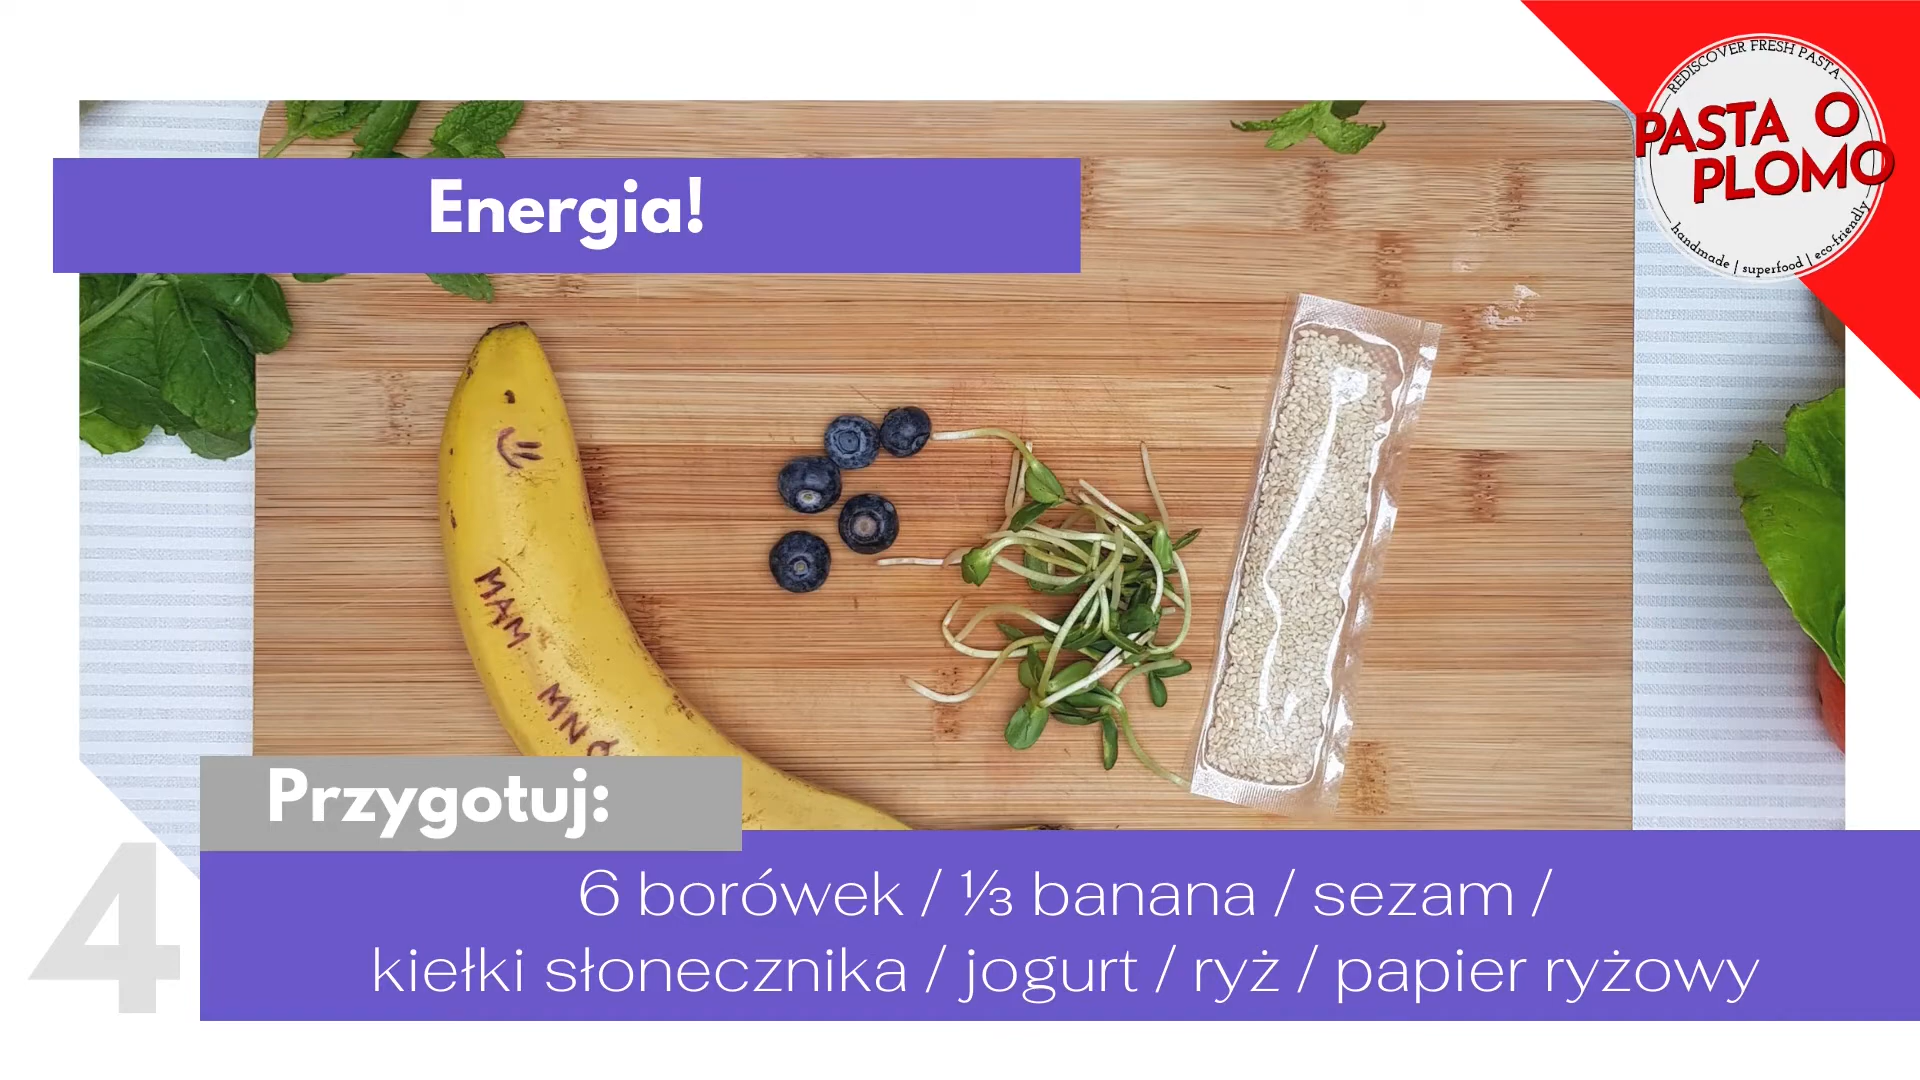 REDISCOVER FRESH PASTA
PASTA O
PLOMO
handmade | superfood | eco-friendly
Energia!
MAM
Przygotuj:
4
6 borówek / ⅓ banana / sezam /
kiełki słonecznika / jogurt / ryż / papier ryżowy